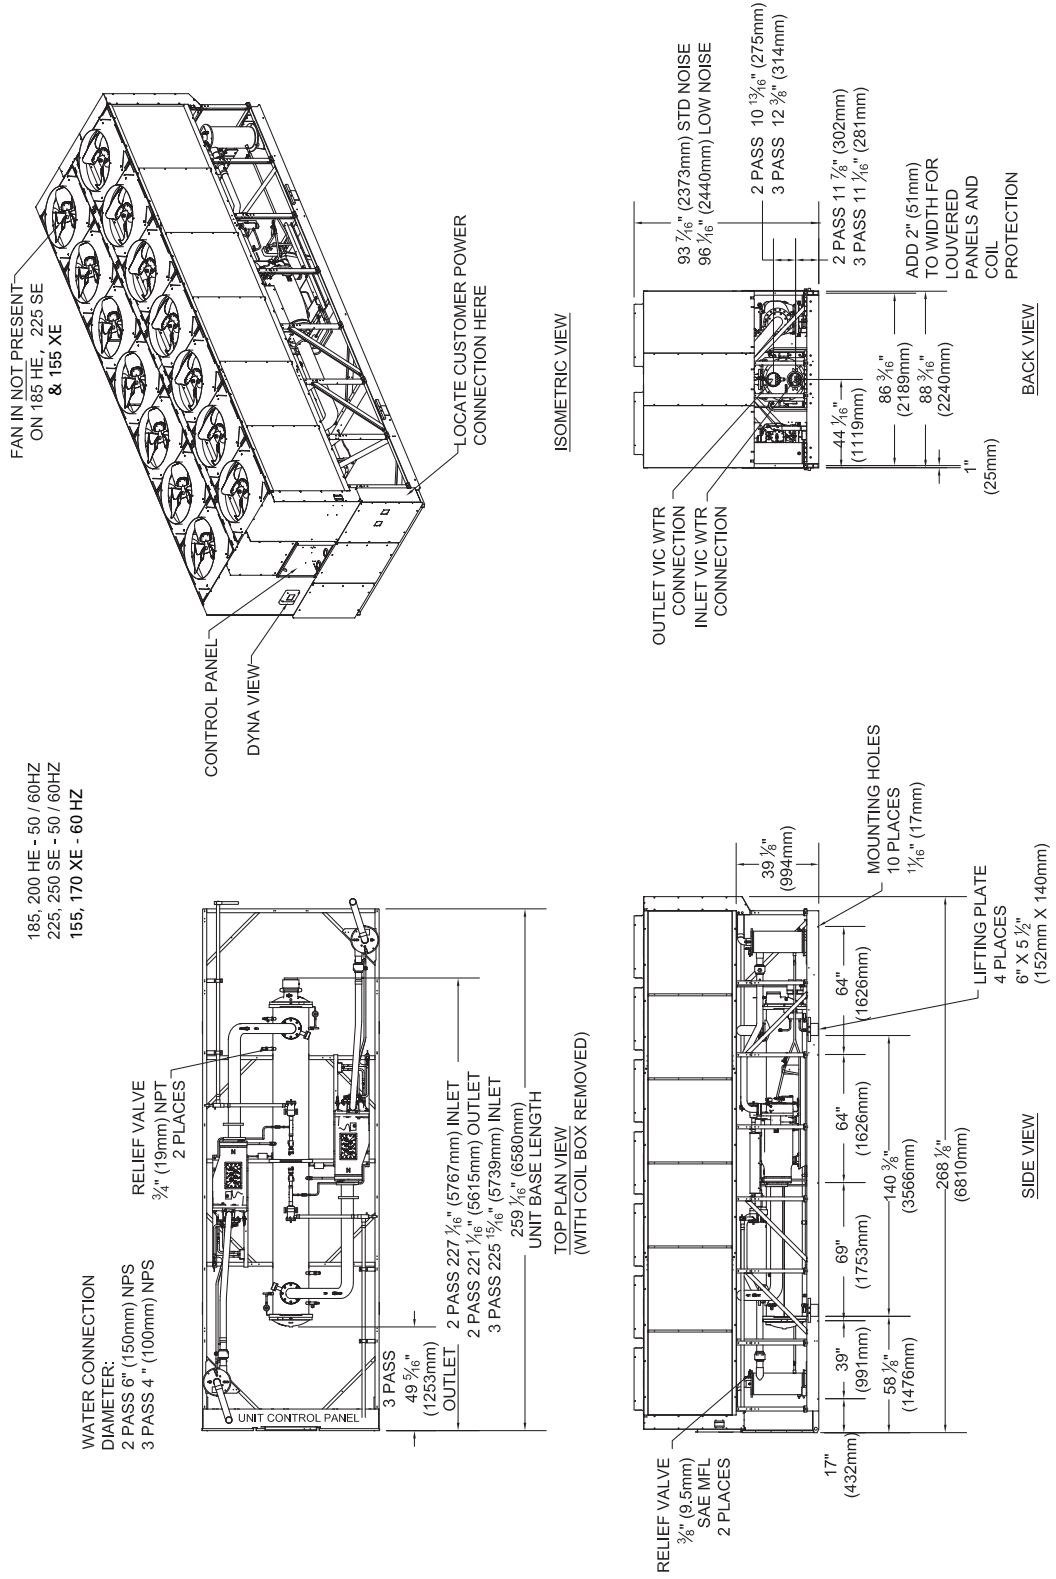 185, 200 HE - 50 / 60HZ
225, 250 SE - 50 / 60HZ
155, 170 XE - 60 HZ
WATER CONNECTION
DIAMETER:
2 PASS 6" (150mm) NPS
3 PASS 4 " (100mm) NPS
RELIEF VALVE
3/4" (19mm) NPT
2 PLACES
UNIT CONTROL PANEL
3 PASS
49 5/16"
(1253mm)
OUTLET
2 PASS 227 1/16" (5767mm) INLET
2 PASS 221 1/16" (5615mm) OUTLET
3 PASS 225 15/16" (5739mm) INLET
259 1/16" (6580mm)
UNIT BASE LENGTH
TOP PLAN VIEW
(WITH COIL BOX REMOVED)
FAN IN NOT PRESENT
ON 185 HE, 225 SE
& 155 XE
CONTROL PANEL
DYNA VIEW
LOCATE CUSTOMER POWER
CONNECTION HERE
ISOMETRIC VIEW
RELIEF VALVE
3/8" (9.5mm)
SAE MFL
2 PLACES
39 1/8"
(994mm)
MOUNTING HOLES
10 PLACES
11/16" (17mm)
LIFTING PLATE
4 PLACES
6" X 5 1/2"
(152mm X 140mm)
17"
(432mm)
39"
(991mm)
69"
(1753mm)
64"
(1626mm)
64"
(1626mm)
58 1/8"
(1476mm)
140 3/8"
(3566mm)
268 1/8"
(6810mm)
SIDE VIEW
OUTLET VIC WTR
CONNECTION
INLET VIC WTR
CONNECTION
93 7/16" (2373mm) STD NOISE
96 1/16" (2440mm) LOW NOISE
2 PASS 10 13/16" (275mm)
3 PASS 12 3/8" (314mm)
2 PASS 11 7/8" (302mm)
3 PASS 11 1/16" (281mm)
44 1/16"
(1119mm)
86 3/16"
(2189mm)
88 3/16"
(2240mm)
1"
(25mm)
ADD 2" (51mm)
TO WIDTH FOR
LOUVERED
PANELS AND
COIL
PROTECTION
BACK VIEW